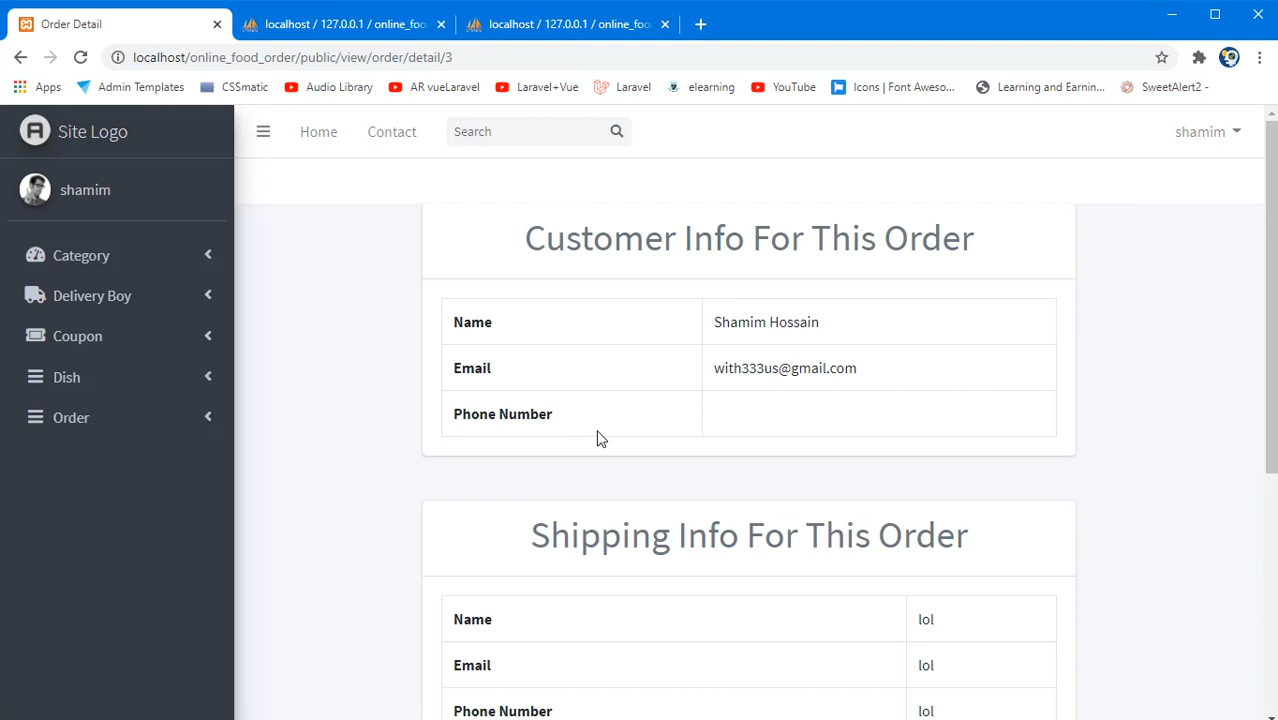 Order Detail
localhost / 127.0.0.1 / online_foo
localhost / 127.0.0.1 / online_foo
localhost/online_food_order/public/view/order/detail/3
Apps
Admin Templates
CSSmatic
Audio Library
AR vueLaravel
Laravel+Vue
Laravel
elearning
YouTube
Icons | Font Aweso...
Learning and Earnin...
SweetAlert2 -
Site Logo
Home
Contact
Search
shamim
shamim
Category
Delivery Boy
Coupon
Dish
Order
Customer Info For This Order
Name Shamim Hossain
Email with333us@gmail.com
Phone Number
Shipping Info For This Order
Name lol
Email lol
Phone Number lol